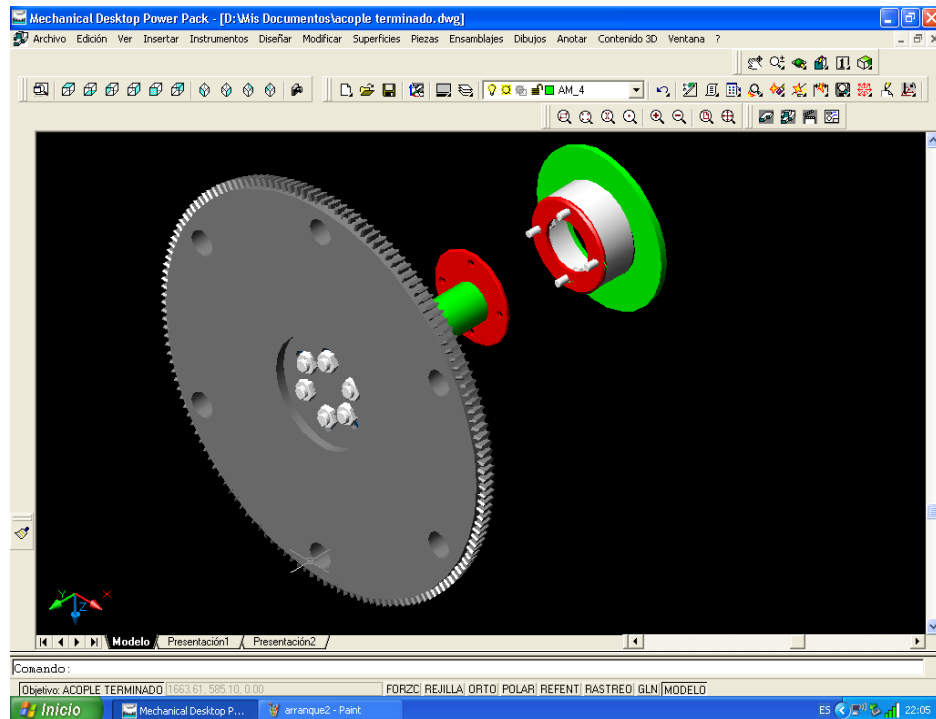 Mechanical Desktop Power Pack - [D:\Mis Documentos\acople terminado.dwg]
Archivo Edición Ver Insertar Instrumentos Diseñar Modificar Superficies Piezas Ensamblajes Dibujos Anotar Contenido 3D Ventana ?
AM_4
Y X
Z
Modelo Presentación1 Presentación2
Comando:
Objetivo: ACOPLE TERMINADO 1663.61, 585.10, 0.00 FORZC REJILLA ORTO POLAR REFENT RASTREO GLN MODELO
Inicio Mechanical Desktop P... arranque2 - Paint ES 22:05